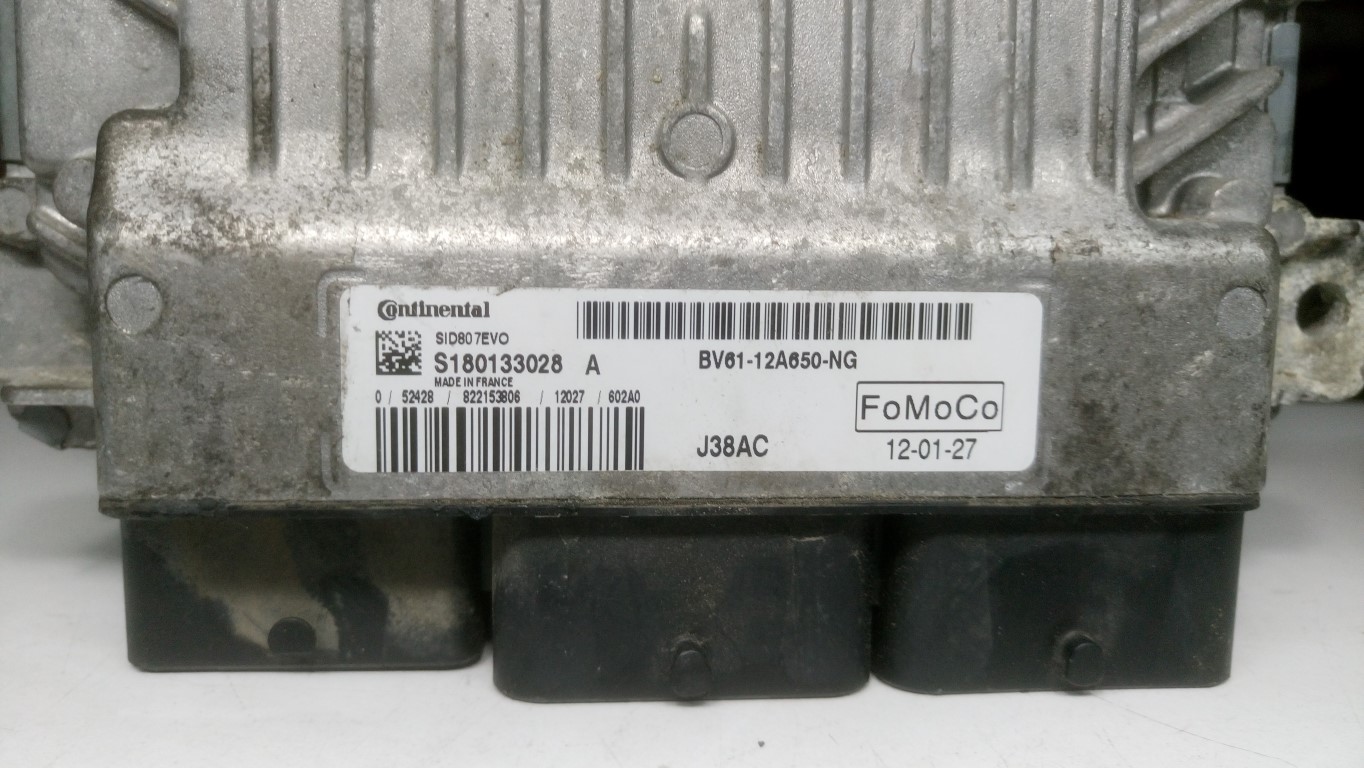 Continental
SID807EVO
S180133028 A
MADE IN FRANCE
0 / 52428 / 822153806 / 12027 / 602A0
BV61-12A650-NG
FoMoCo
J38AC
12-01-27